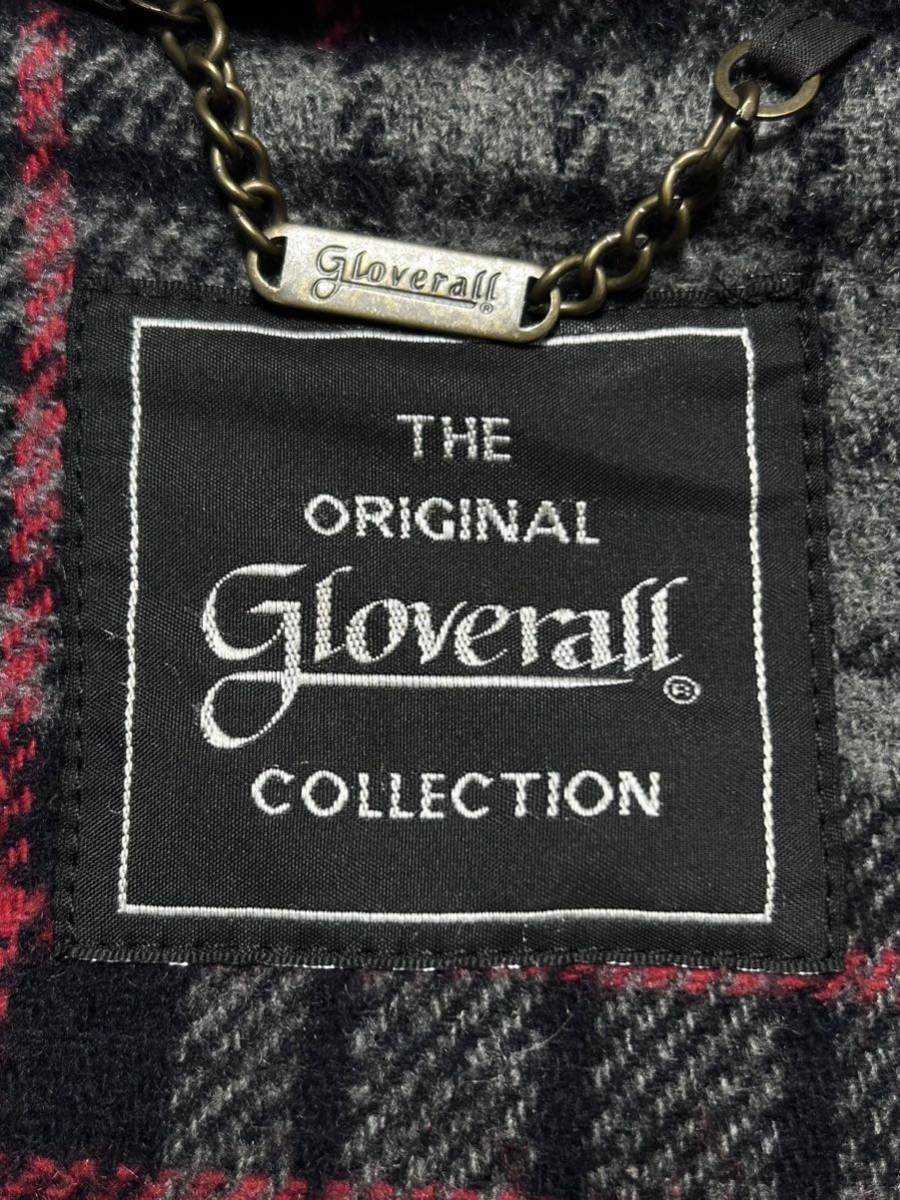 Gloverall®
THE
ORIGINAL
Gloverall
®
COLLECTION